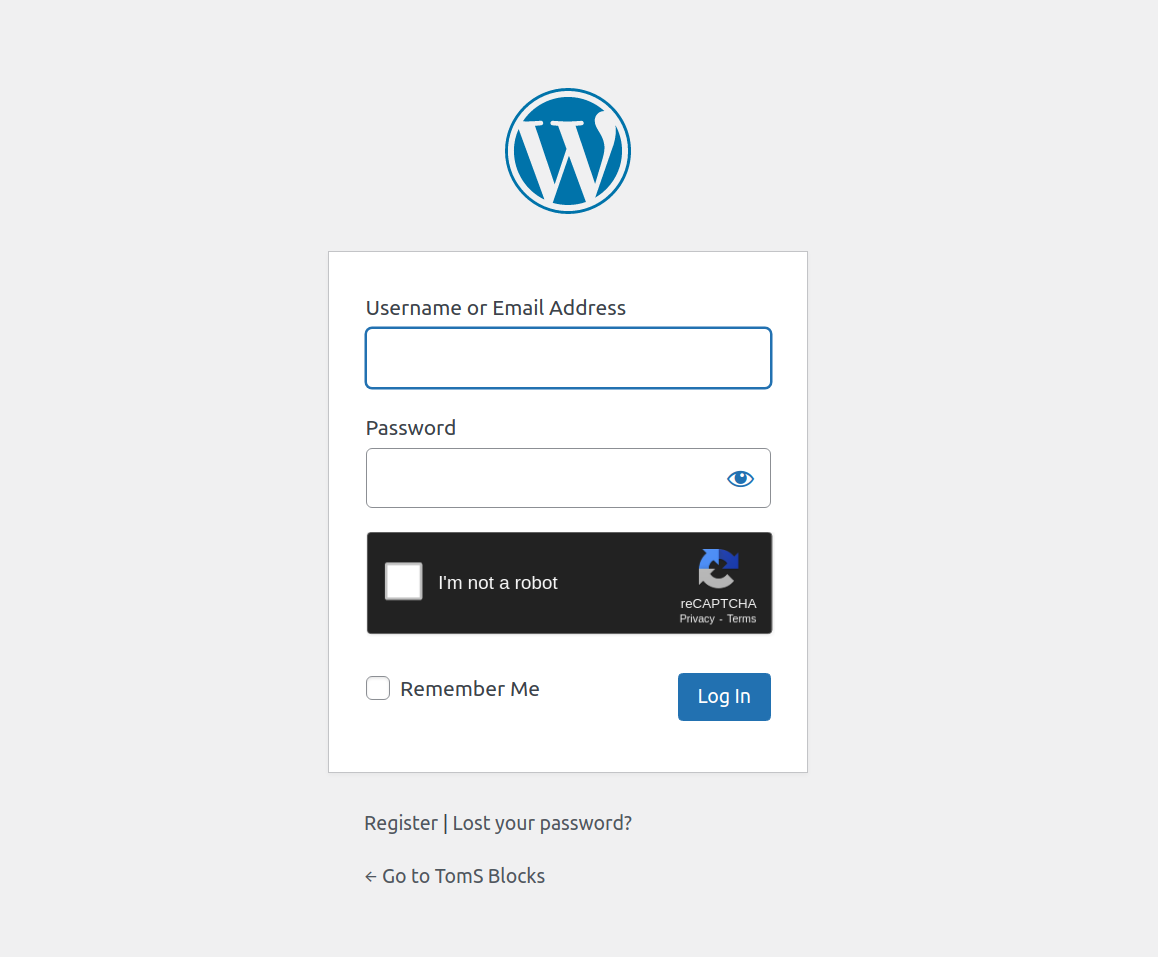 Username or Email Address
Password
I'm not a robot
reCAPTCHA
Privacy - Terms
Remember Me
Log In
Register | Lost your password?
← Go to TomS Blocks